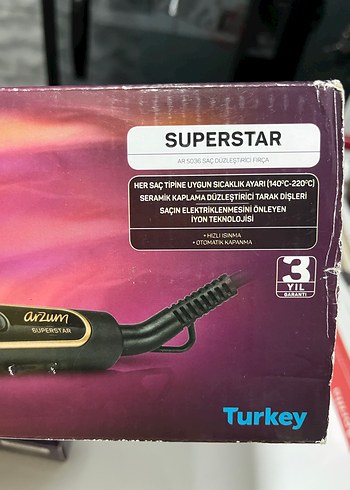 SUPERSTAR
AR 5036 SAÇ DÜZLEŞTİRİCİ FIRÇA
HER SAÇ TİPİNE UYGUN SICAKLIK AYARI (140°C-220°C)
SERAMİK KAPLAMA DÜZLEŞTİRİCİ TARAK DİŞLERİ
SAÇIN ELEKTRİKLENMESİNİ ÖNLEYEN
İYON TEKNOLOJİSİ
• HIZLI ISINMA
• OTOMATİK KAPANMA
3
YIL
GARANTİ
arzum
SUPERSTAR
Turkey